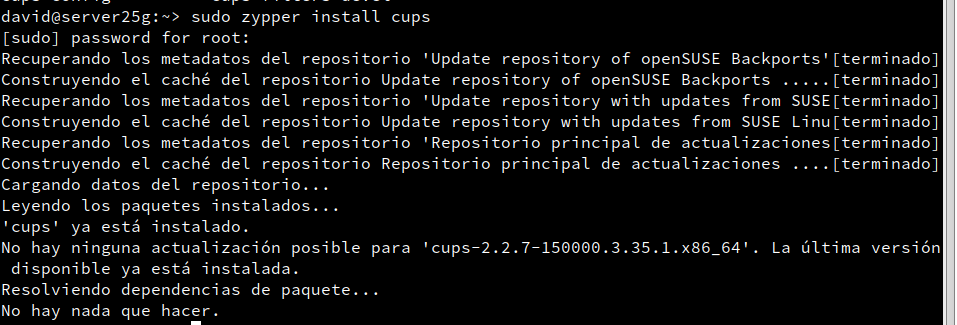 david@server25g:~> sudo zypper install cups
[sudo] password for root:
Recuperando los metadatos del repositorio 'Update repository of openSUSE Backports'[terminado]
Construyendo el caché del repositorio Update repository of openSUSE Backports .....[terminado]
Recuperando los metadatos del repositorio 'Update repository with updates from SUSE[terminado]
Construyendo el caché del repositorio Update repository with updates from SUSE Linu[terminado]
Recuperando los metadatos del repositorio 'Repositorio principal de actualizaciones[terminado]
Construyendo el caché del repositorio Repositorio principal de actualizaciones ....[terminado]
Cargando datos del repositorio...
Leyendo los paquetes instalados...
'cups' ya está instalado.
No hay ninguna actualización posible para 'cups-2.2.7-150000.3.35.1.x86_64'. La última versión
disponible ya está instalada.
Resolviendo dependencias de paquete...
No hay nada que hacer.